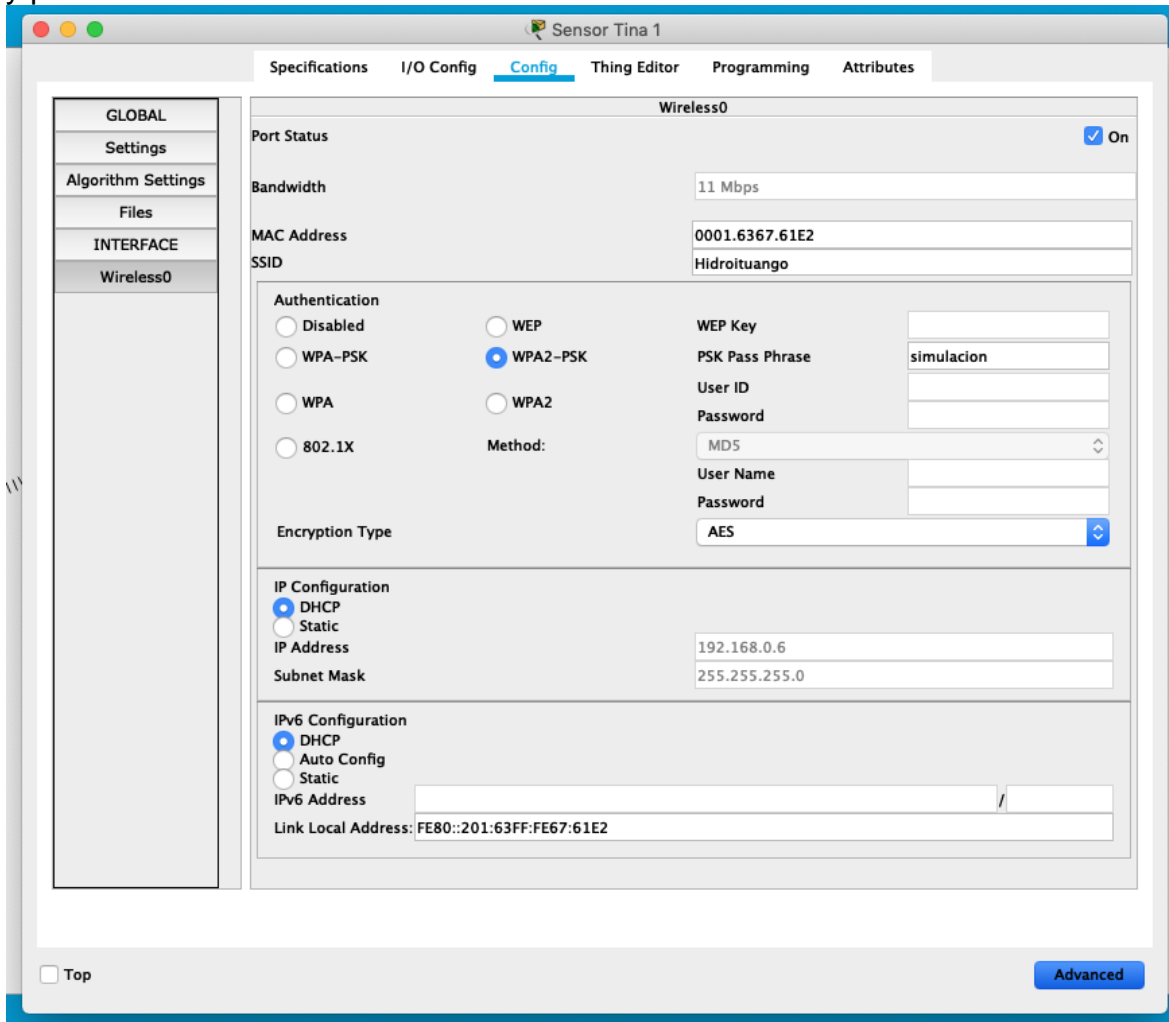 Sensor Tina 1
Specifications I/O Config Config Thing Editor Programming Attributes
GLOBAL
Settings
Algorithm Settings
Files
INTERFACE
Wireless0
Wireless0
Port Status On
Bandwidth 11 Mbps
MAC Address 0001.6367.61E2
SSID Hidroituango
Authentication
Disabled WEP WEP Key
WPA-PSK WPA2-PSK PSK Pass Phrase simulacion
User ID
WPA WPA2
Password
802.1X Method: MD5
User Name
Password
Encryption Type AES
IP Configuration
DHCP
Static
IP Address 192.168.0.6
Subnet Mask 255.255.255.0
IPv6 Configuration
DHCP
Auto Config
Static
IPv6 Address /
Link Local Address: FE80::201:63FF:FE67:61E2
Top Advanced